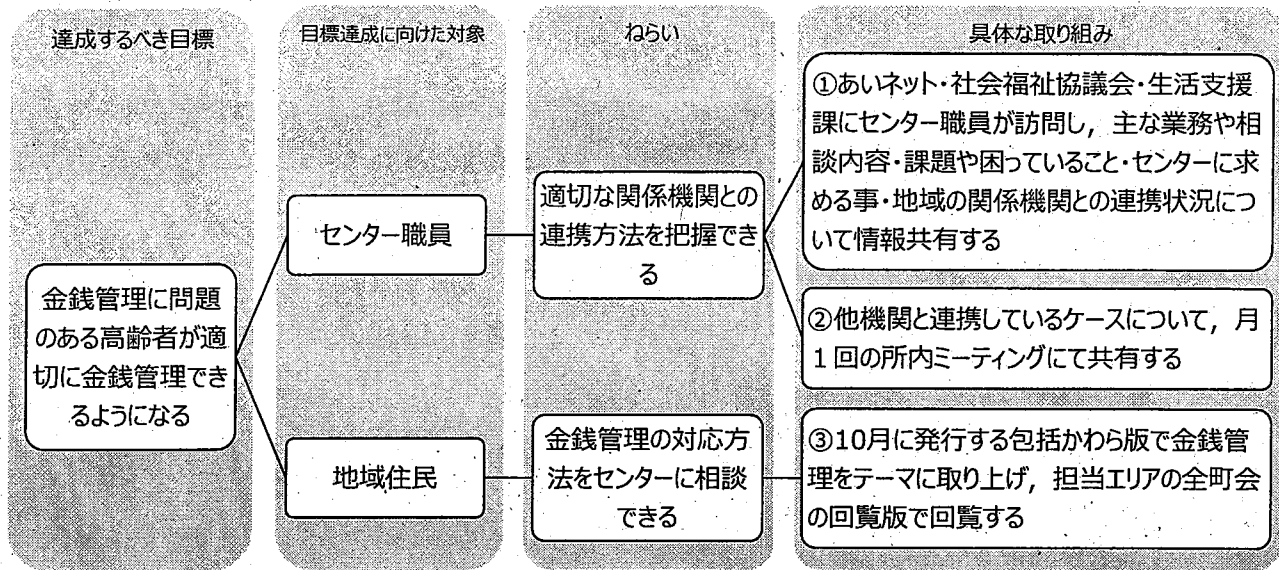 達成するべき目標
目標達成に向けた対象
ねらい
具体な取り組み
金銭管理に問題
のある高齢者が適
切に金銭管理でき
るようになる
センター職員
適切な関係機関との
連携方法を把握でき
る
①あいネット・社会福祉協議会・生活支援
課にセンター職員が訪問し，主な業務や相
談内容・課題や困っていること・センターに求
める事・地域の関係機関との連携状況につ
いて情報共有する
②他機関と連携しているケースについて，月
1回の所内ミーティングにて共有する
地域住民
金銭管理の対応方
法をセンターに相談
できる
③10月に発行する包括かわら版で金銭管
理をテーマに取り上げ，担当エリアの全町会
の回覧版で回覧する